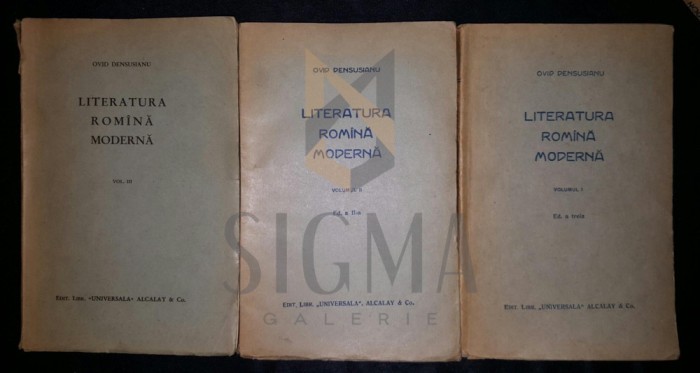 OVID DENSUSIANU
LITERATURA
ROMÎNĂ
MODERNĂ
VOL. III
EDIT. LIBR. „UNIVERSALA” ALCALAY & Co.
OVID DENSUSIANU
LITERATURA
ROMÎNA
MODERNĂ
VOLUMUL II
Ed. a II-a
EDIT. LIBR. „UNIVERSALA”, ALCALAY & Co.
OVID DENSUSIANU
LITERATURA
ROMÎNA
MODERNĂ
VOLUMUL I
Ed. a treia
EDIT. LIBR. „UNIVERSALA” ALCALAY & Co.
SIGMA
GALERIE